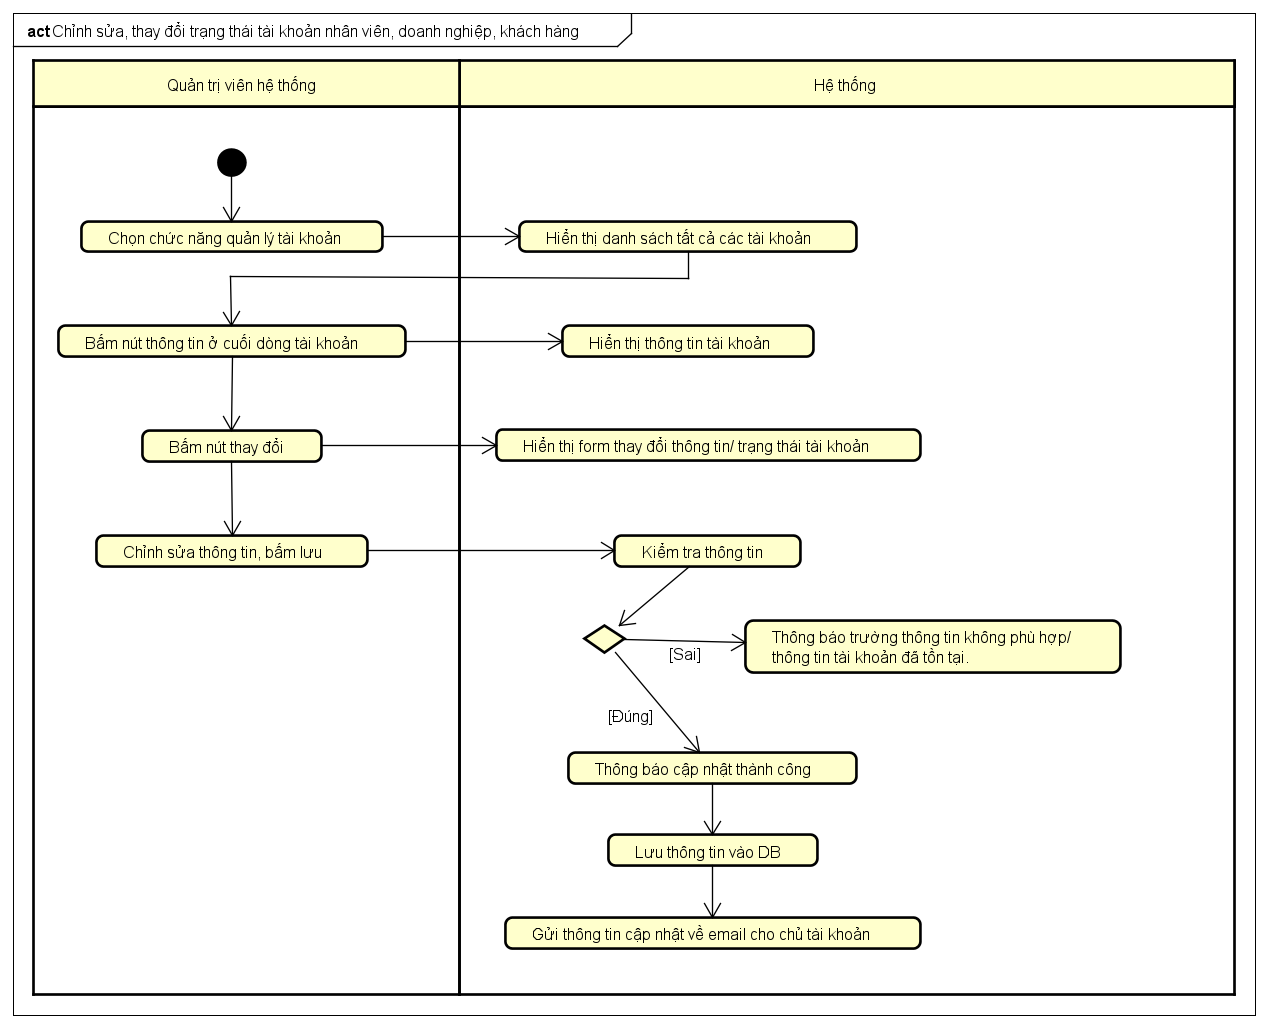 act Chỉnh sửa, thay đổi trạng thái tài khoản nhân viên, doanh nghiệp, khách hàng
Quản trị viên hệ thống
Hệ thống
Chọn chức năng quản lý tài khoản
Hiển thị danh sách tất cả các tài khoản
Bấm nút thông tin ở cuối dòng tài khoản
Hiển thị thông tin tài khoản
Bấm nút thay đổi
Hiển thị form thay đổi thông tin/ trạng thái tài khoản
Chỉnh sửa thông tin, bấm lưu
Kiểm tra thông tin
[Sai]
Thông báo trường thông tin không phù hợp/
thông tin tài khoản đã tồn tại.
[Đúng]
Thông báo cập nhật thành công
Lưu thông tin vào DB
Gửi thông tin cập nhật về email cho chủ tài khoản